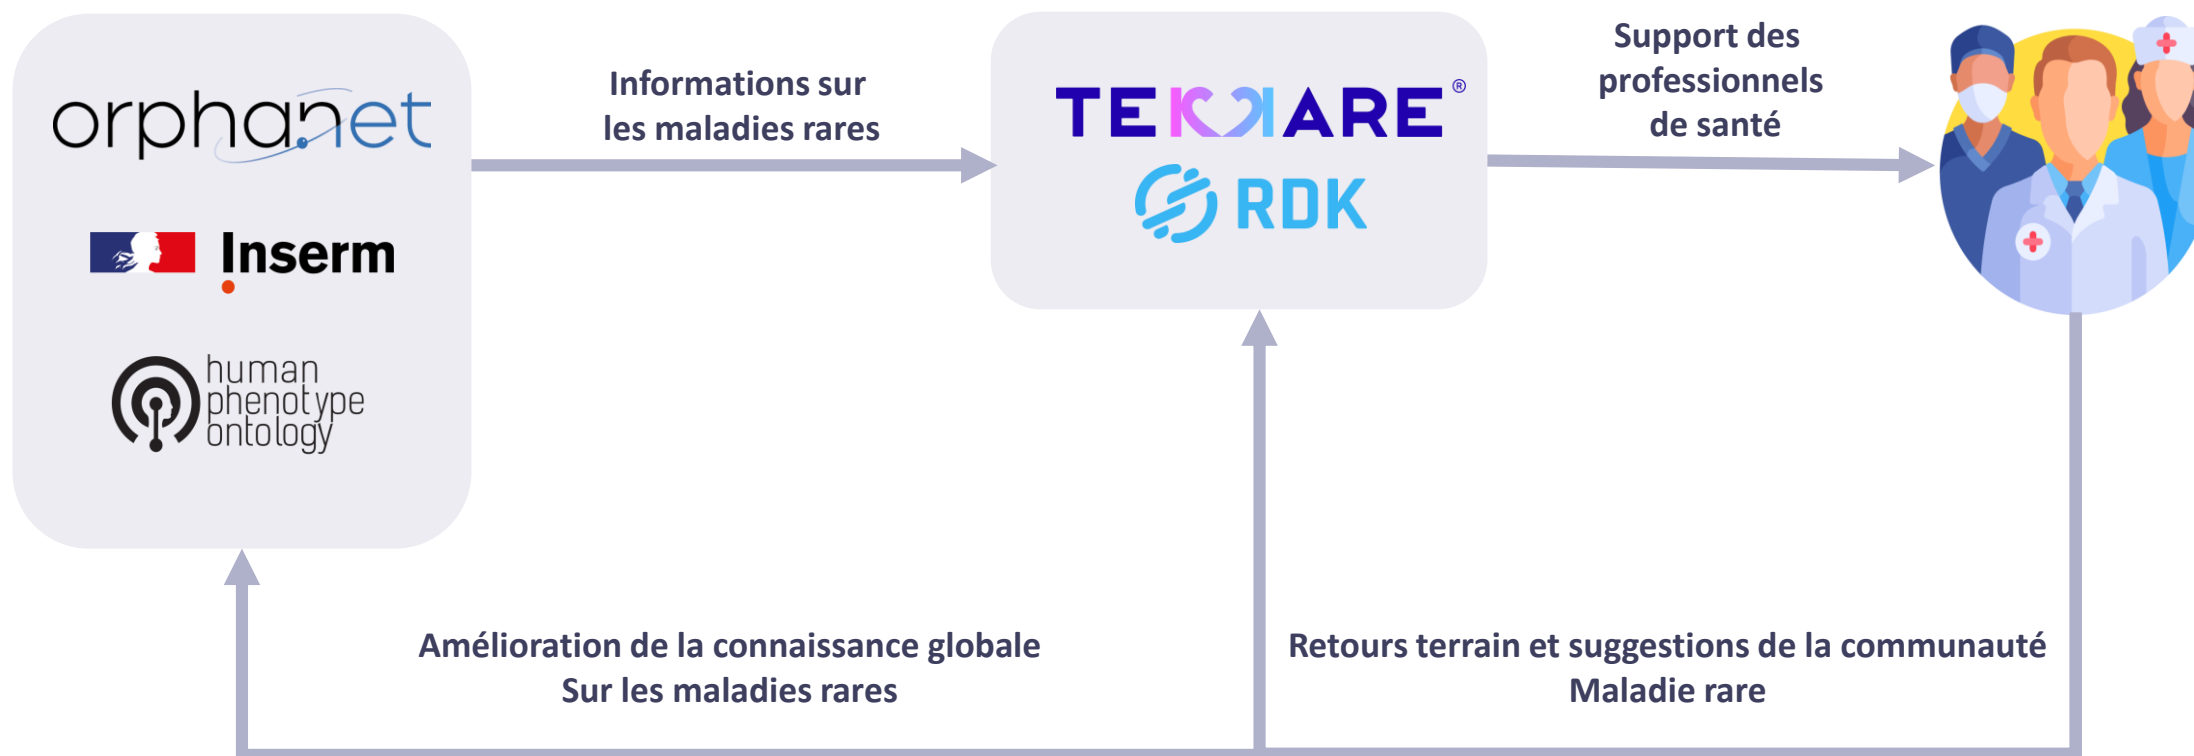 orphanet
Inserm
human
phenotype
ontology
Informations sur
les maladies rares
TEKKARE®
RDK
Support des
professionnels
de santé
Amélioration de la connaissance globale
Sur les maladies rares
Retours terrain et suggestions de la communauté
Maladie rare